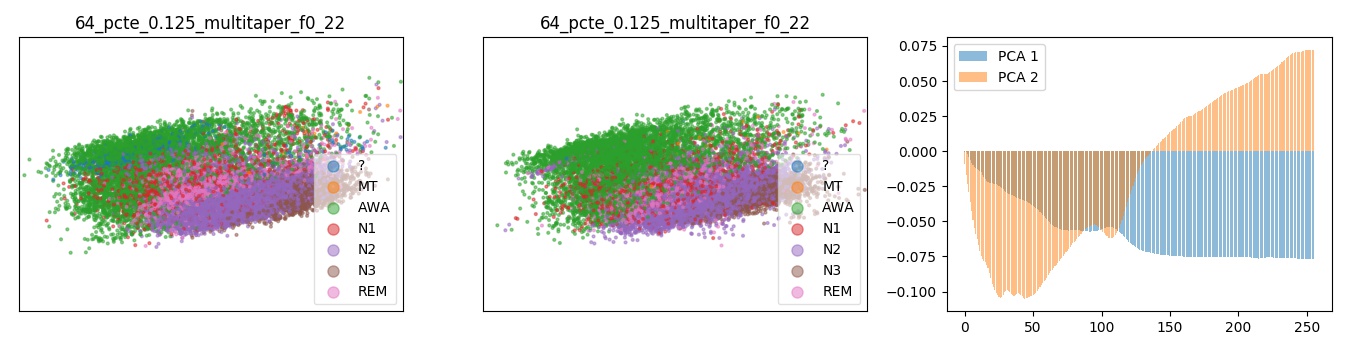 64_pcte_0.125_multitaper_f0_22
?
MT
AWA
N1
N2
N3
REM
64_pcte_0.125_multitaper_f0_22
?
MT
AWA
N1
N2
N3
REM
PCA 1
PCA 2
0.075
0.050
0.025
0.000
−0.025
−0.050
−0.075
−0.100
0 50 100 150 200 250